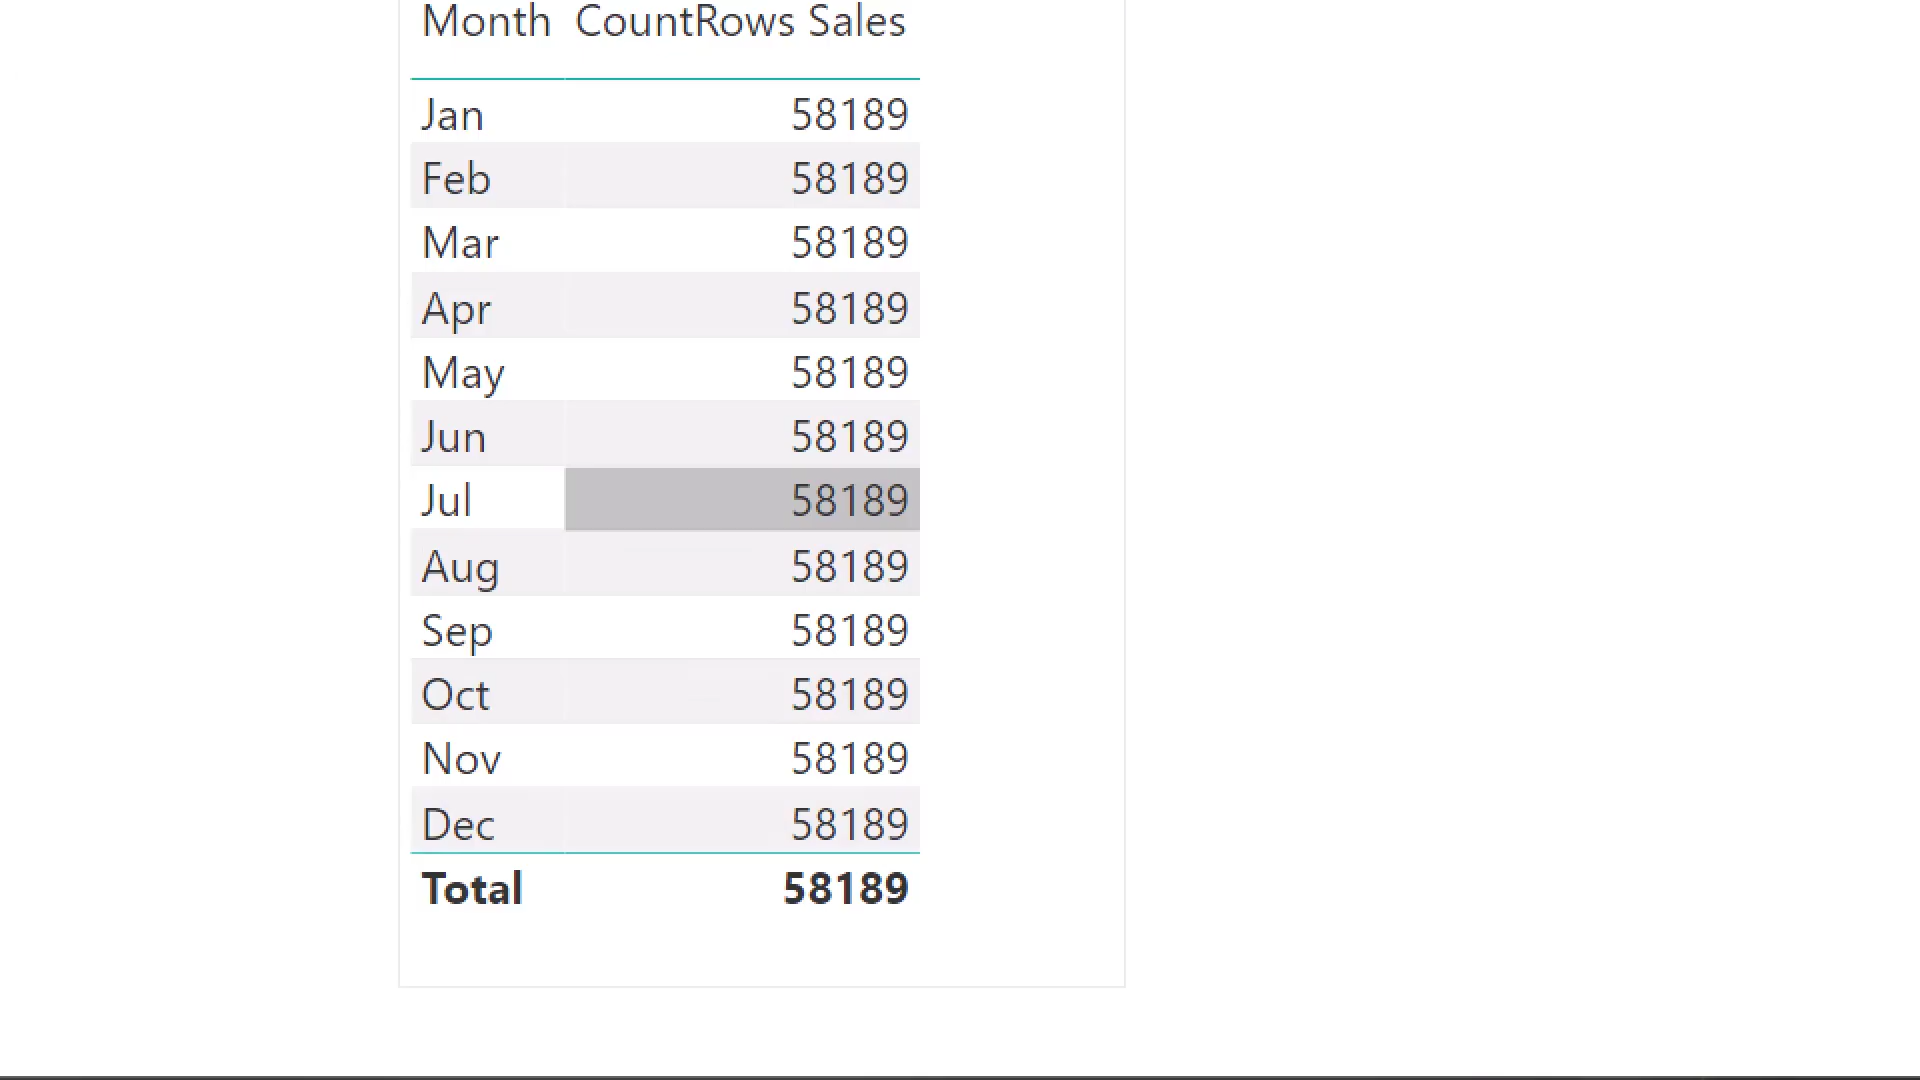 Month CountRows Sales
Jan 58189
Feb 58189
Mar 58189
Apr 58189
May 58189
Jun 58189
Jul 58189
Aug 58189
Sep 58189
Oct 58189
Nov 58189
Dec 58189
Total 58189